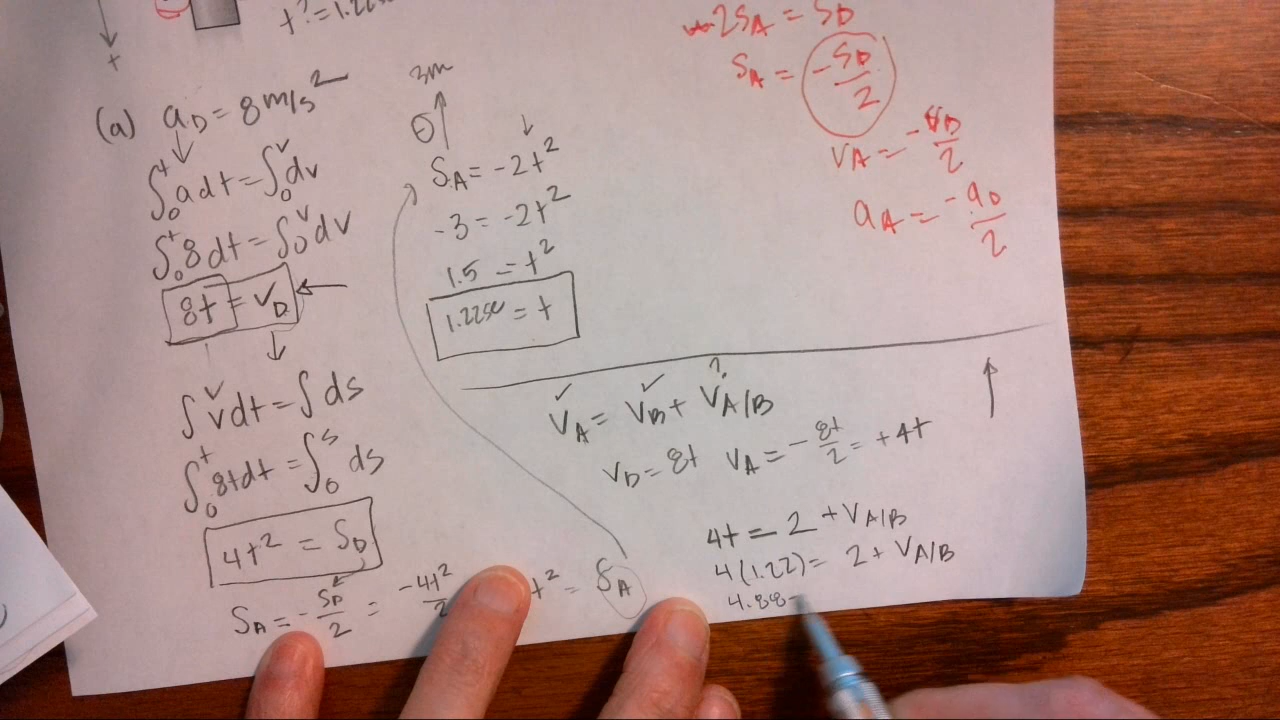 +
t? = 1.22
(a) aD = 8 m/s²
∫₀ᵗ a dt = ∫₀ᵛ dv
∫₀ᵗ 8 dt = ∫₀ᵛ dv
8t = VD
∫ v dt = ∫ ds
∫₀ᵗ 8t dt = ∫₀ˢ ds
4t² = SD
SA = -SD/2 = -4t²/2 t² = SA
3m
SA = -2t²
-3 = -2t²
1.5 = t²
1.22 = t
-2SA = SD
SA = -SD/2
VA = -VD/2
aA = -aD/2
✓ ✓ ?
VA = VB + VA/B
VD = 8t VA = -8t/2 = +4t
4t = 2 + VA/B
4(1.22) = 2 + VA/B
4.88 -